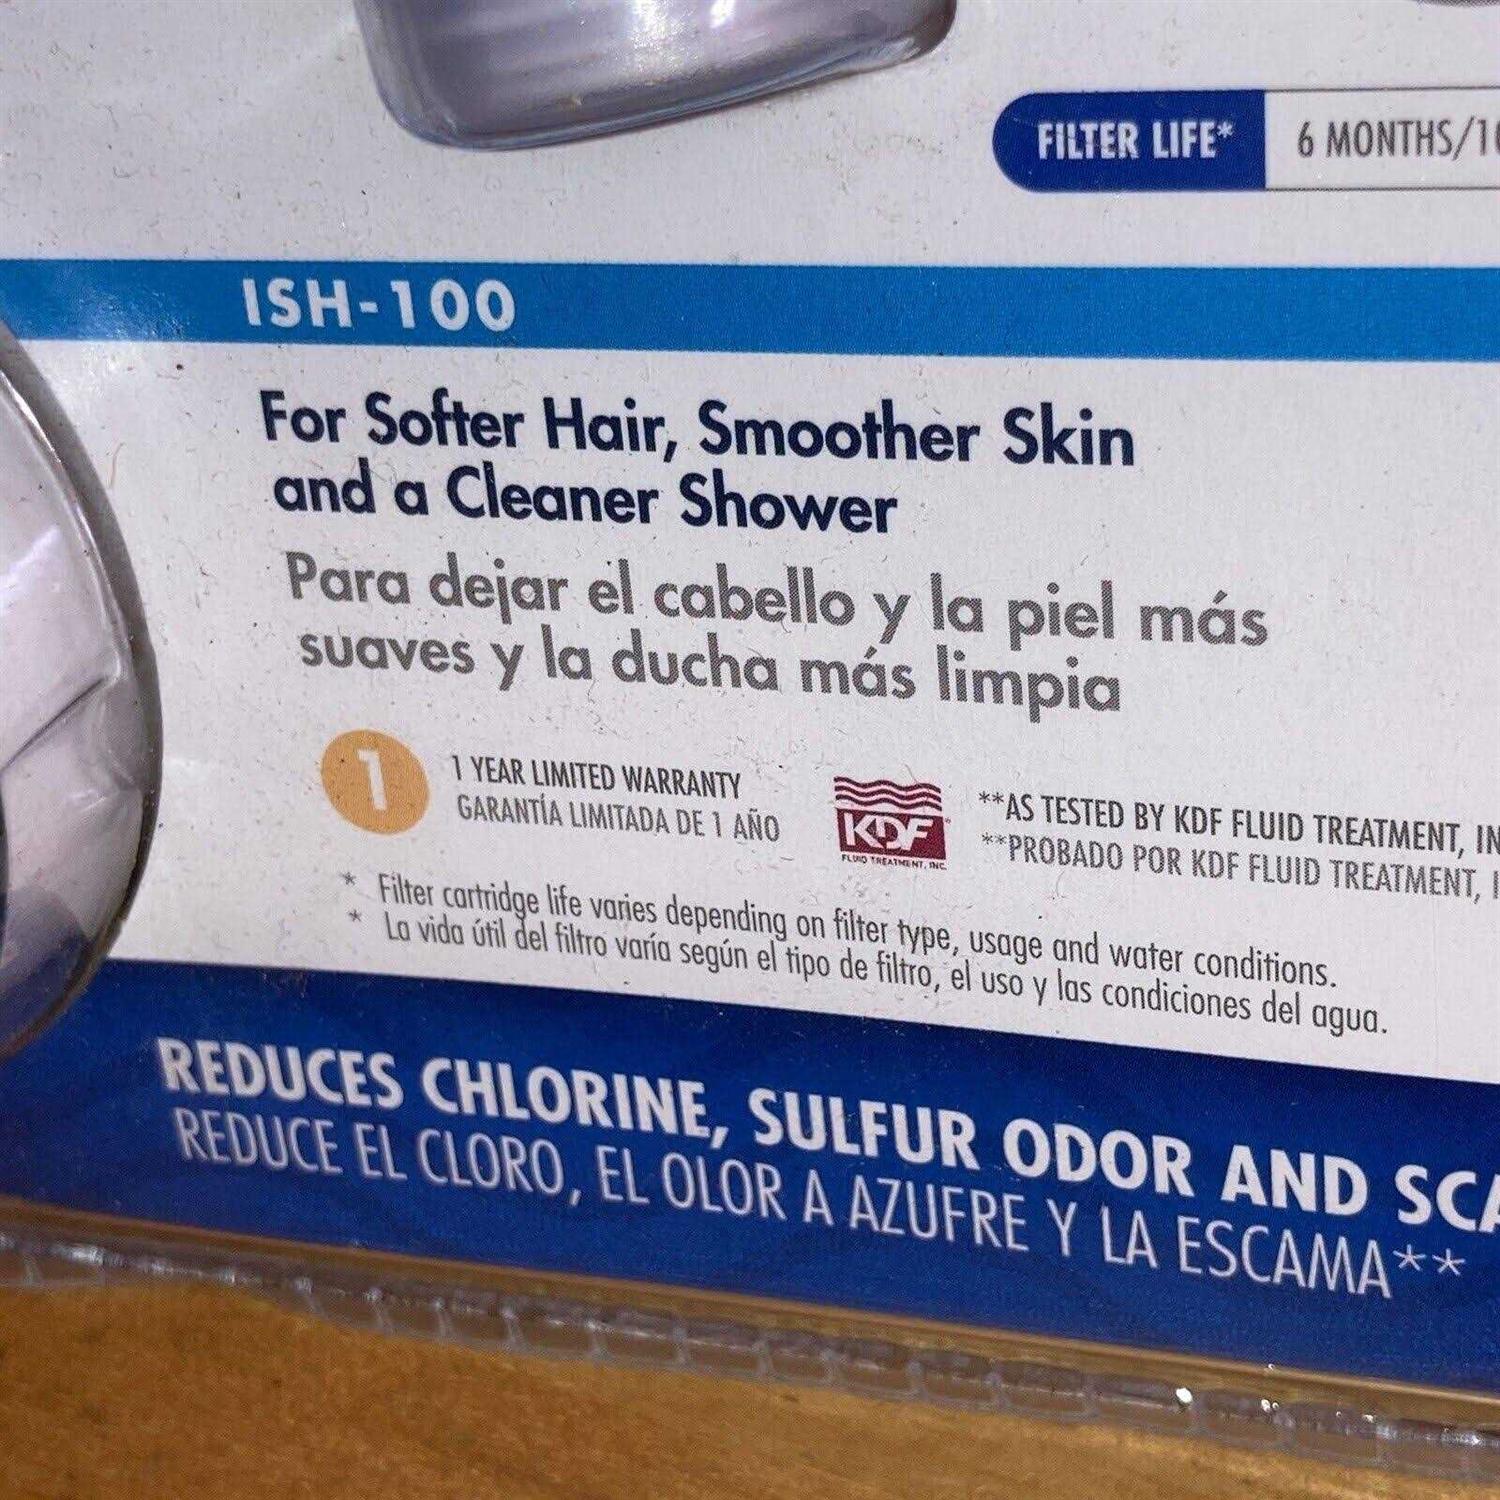 FILTER LIFE*
6 MONTHS/10
ISH-100
For Softer Hair, Smoother Skin
and a Cleaner Shower
Para dejar el cabello y la piel más
suaves y la ducha más limpia
1
1 YEAR LIMITED WARRANTY
GARANTÍA LIMITADA DE 1 AÑO
KDF®
FLUID TREATMENT, INC.
**AS TESTED BY KDF FLUID TREATMENT, IN
**PROBADO POR KDF FLUID TREATMENT, I
* Filter cartridge life varies depending on filter type, usage and water conditions.
* La vida útil del filtro varía según el tipo de filtro, el uso y las condiciones del agua.
REDUCES CHLORINE, SULFUR ODOR AND SCA
REDUCE EL CLORO, EL OLOR A AZUFRE Y LA ESCAMA**